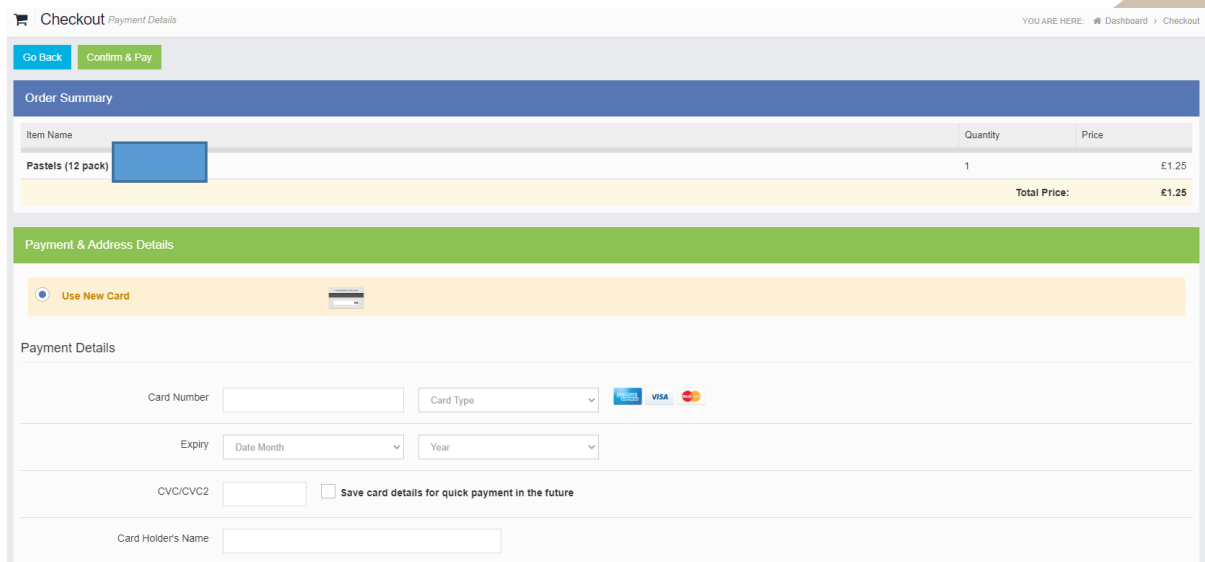 Checkout Payment Details
YOU ARE HERE: Dashboard > Checkout
Go Back Confirm & Pay
Order Summary
Item Name Quantity Price
Pastels (12 pack) 1 £1.25
Total Price: £1.25
Payment & Address Details
Use New Card
Payment Details
Card Number Card Type VISA
Expiry Date Month Year
CVC/CVC2 Save card details for quick payment in the future
Card Holder's Name